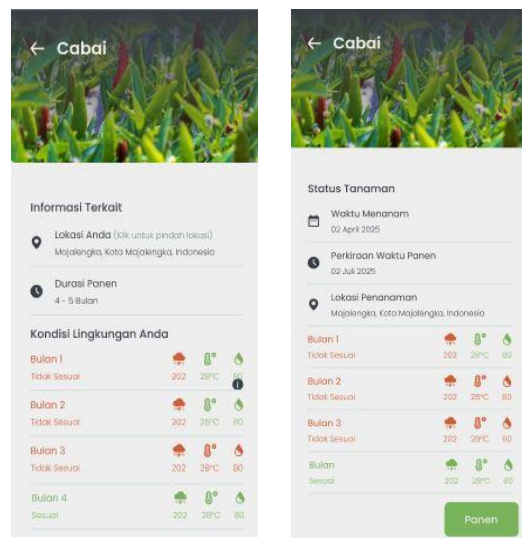 Cabai
Informasi Terkait
Lokasi Anda (Klik untuk pindah lokasi)
Majalengka, Kota Majalengka, Indonesia
Durasi Panen
4 - 5 Bulan
Kondisi Lingkungan Anda
Bulan 1
Tidak Sesuai 202 28°C 80
Bulan 2
Tidak Sesuai 202 28°C 80
Bulan 3
Tidak Sesuai 202 28°C 80
Bulan 4
Sesuai 202 28°C 80
Cabai
Status Tanaman
Waktu Menanam
02 April 2025
Perkiraan Waktu Panen
02 Juli 2025
Lokasi Penanaman
Majalengka, Kota Majalengka, Indonesia
Bulan 1
Tidak Sesuai 202 28°C 80
Bulan 2
Tidak Sesuai 202 28°C 80
Bulan 3
Tidak Sesuai 202 28°C 80
Bulan
Sesuai 202 28°C 80
Panen